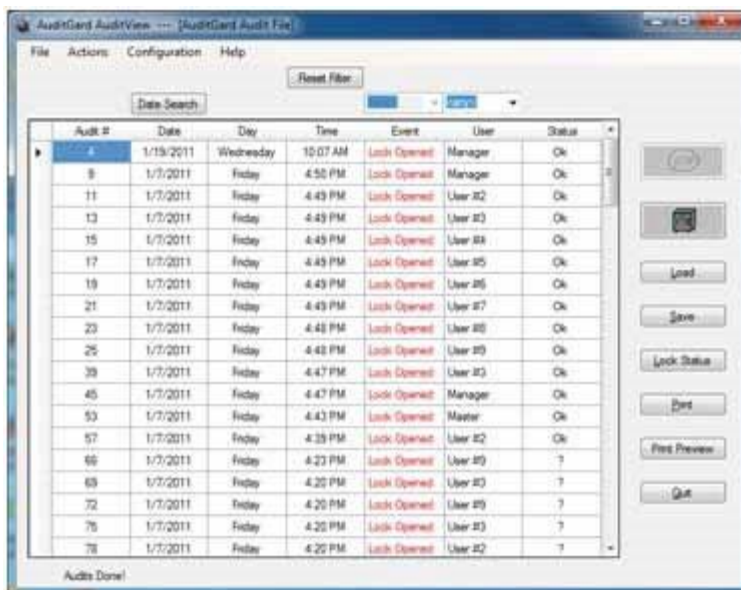 AuditGard AuditView --- [AuditGard Audit File]
File Actions Configuration Help
Reset Filter
Date Search
Audit # Date Day Time Event User Status
4 1/19/2011 Wednesday 10:07 AM Lock Opened Manager Ok
9 1/7/2011 Friday 4:50 PM Lock Opened Manager Ok
11 1/7/2011 Friday 4:49 PM Lock Opened User #2 Ok
13 1/7/2011 Friday 4:49 PM Lock Opened User #3 Ok
15 1/7/2011 Friday 4:49 PM Lock Opened User #4 Ok
17 1/7/2011 Friday 4:49 PM Lock Opened User #5 Ok
19 1/7/2011 Friday 4:49 PM Lock Opened User #6 Ok
21 1/7/2011 Friday 4:49 PM Lock Opened User #7 Ok
23 1/7/2011 Friday 4:48 PM Lock Opened User #8 Ok
25 1/7/2011 Friday 4:48 PM Lock Opened User #9 Ok
39 1/7/2011 Friday 4:47 PM Lock Opened User #3 Ok
45 1/7/2011 Friday 4:47 PM Lock Opened Manager Ok
53 1/7/2011 Friday 4:43 PM Lock Opened Master Ok
57 1/7/2011 Friday 4:39 PM Lock Opened User #2 Ok
66 1/7/2011 Friday 4:23 PM Lock Opened User #9 ?
69 1/7/2011 Friday 4:20 PM Lock Opened User #3 ?
72 1/7/2011 Friday 4:20 PM Lock Opened User #9 ?
75 1/7/2011 Friday 4:20 PM Lock Opened User #3 ?
78 1/7/2011 Friday 4:20 PM Lock Opened User #2 ?
Load
Save
Lock Status
Print
Print Preview
Quit
Audits Done!